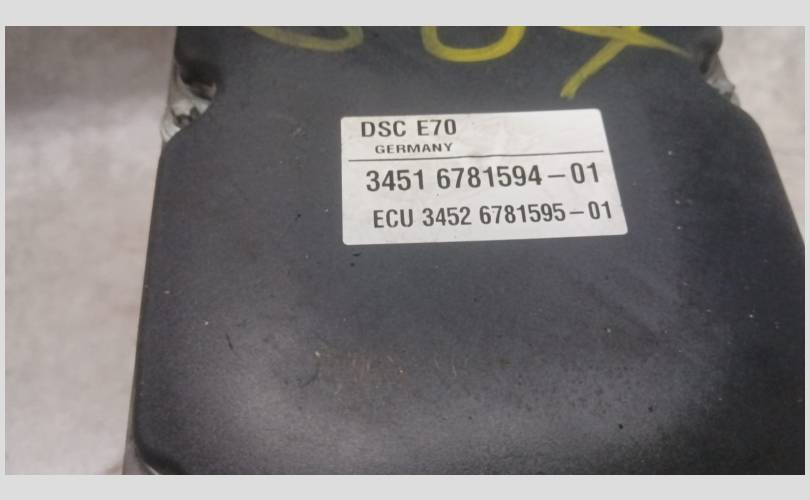 DSC E70
GERMANY
3451 6781594-01
ECU 3452 6781595-01